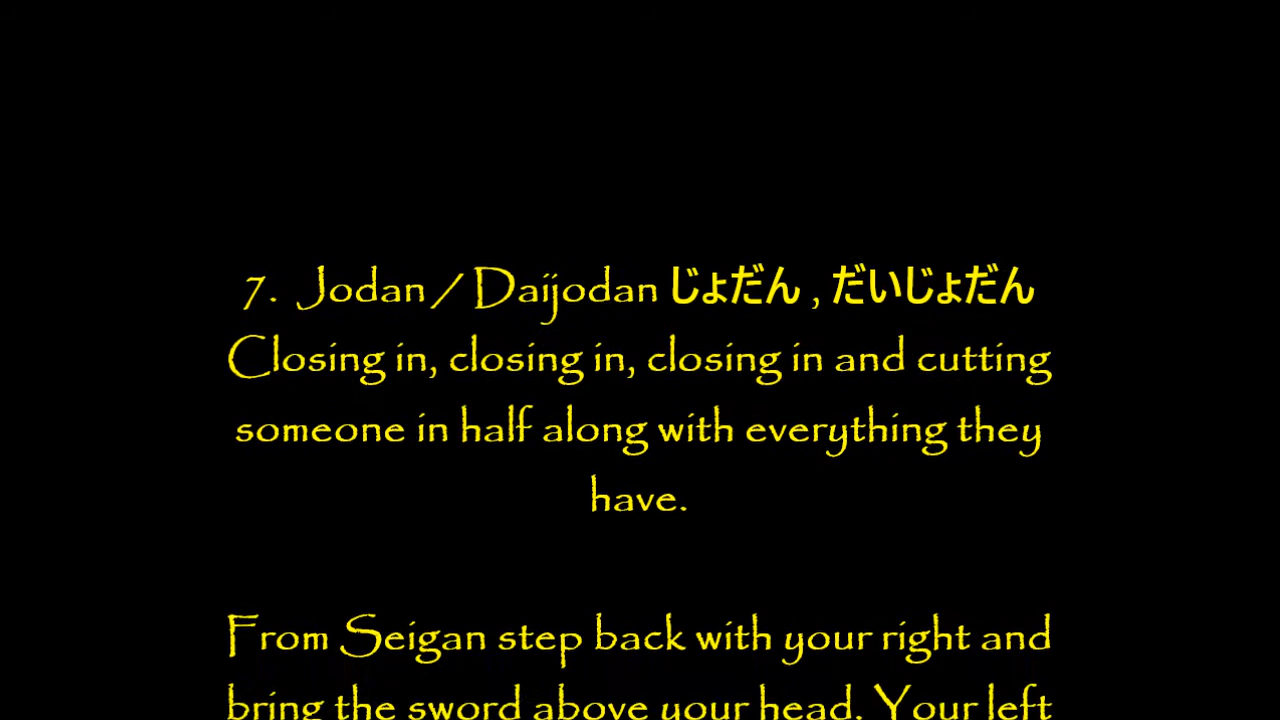 7. Jodan / Daijodan じょだん , だいじょだん
Closing in, closing in, closing in and cutting
someone in half along with everything they
have.
From Seigan step back with your right and
bring the sword above your head. Your left